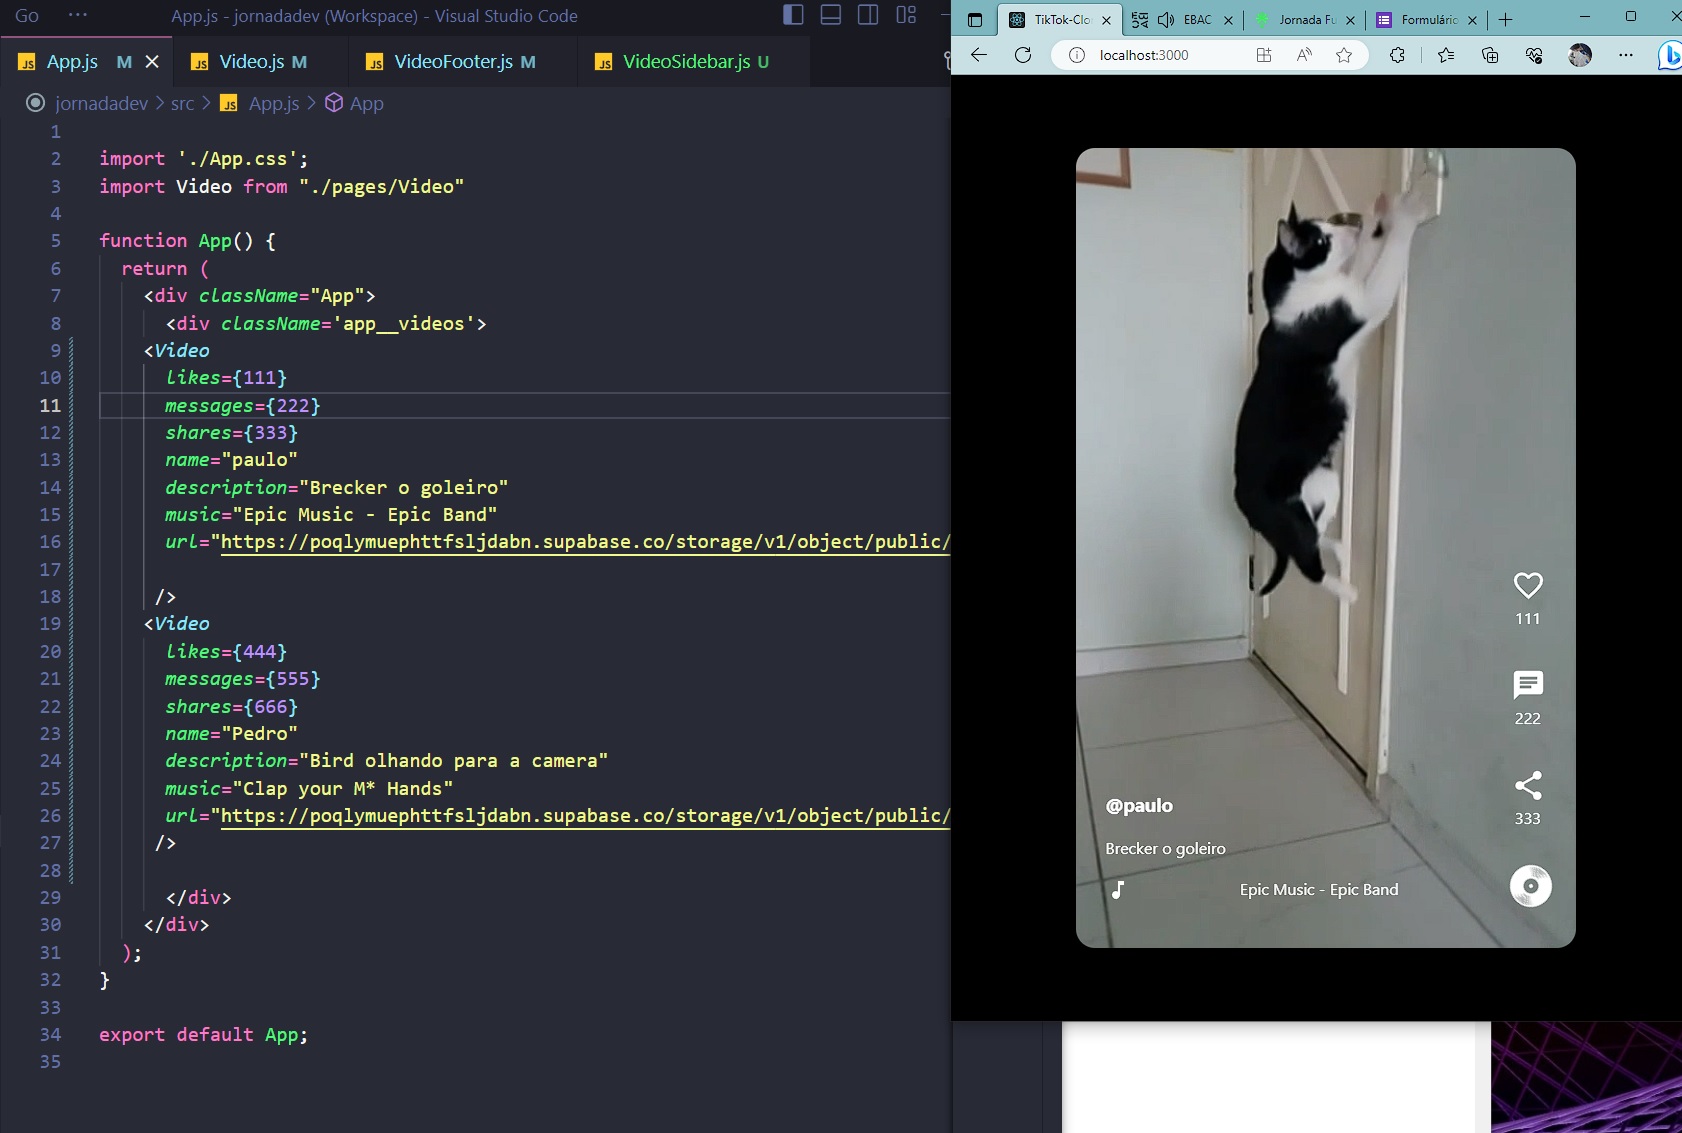 Go ··· App.js - jornadadev (Workspace) - Visual Studio Code
JS App.js M JS Video.js M JS VideoFooter.js M JS VideoSidebar.js U
jornadadev > src > JS App.js > App
1
2 import './App.css';
3 import Video from "./pages/Video"
4
5 function App() {
6 return (
7 <div className="App">
8 <div className='app__videos'>
9 <Video
10 likes={111}
11 messages={222}
12 shares={333}
13 name="paulo"
14 description="Brecker o goleiro"
15 music="Epic Music - Epic Band"
16 url="https://poqlymuephttfsljdabn.supabase.co/storage/v1/object/public/
17
18 />
19 <Video
20 likes={444}
21 messages={555}
22 shares={666}
23 name="Pedro"
24 description="Bird olhando para a camera"
25 music="Clap your M* Hands"
26 url="https://poqlymuephttfsljdabn.supabase.co/storage/v1/object/public/
27 />
28
29 </div>
30 </div>
31 );
32 }
33
34 export default App;
35
TikTok-Clo EBAC Jornada Fu Formulário
localhost:3000
111
222
333
@paulo
Brecker o goleiro
Epic Music - Epic Band